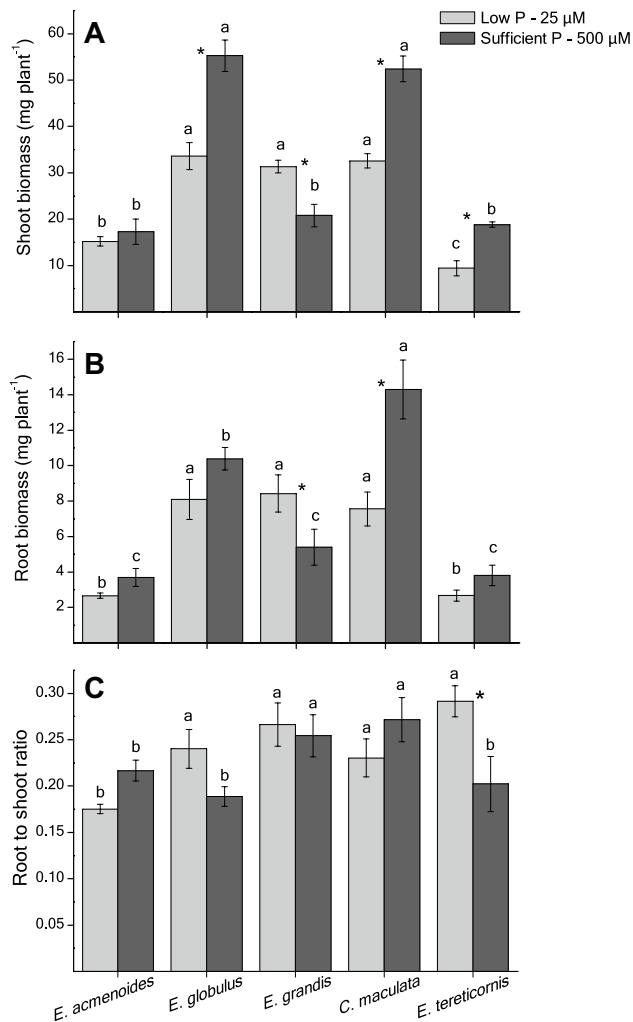 Low P - 25 µM
Sufficient P - 500 µM
A
Shoot biomass (mg plant⁻¹)
60
50
40
30
20
10
b b a * a a * b a * a c * b
B
Root biomass (mg plant⁻¹)
16
14
12
10
8
6
4
2
b c a b a * c a * a b c
C
Root to shoot ratio
0.30
0.25
0.20
0.15
0.10
0.05
b b a b a a a a a * b
E. acmenoides E. globulus E. grandis C. maculata E. tereticornis